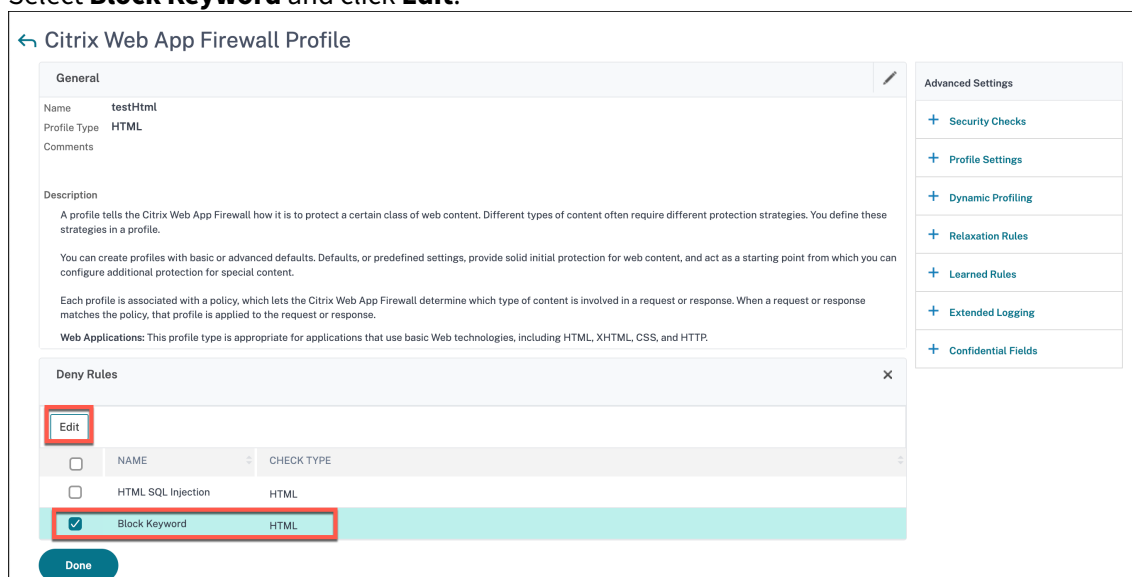 Select Block Keyword and click Edit.
Citrix Web App Firewall Profile
General
Name testHtml
Profile Type HTML
Comments
Description
A profile tells the Citrix Web App Firewall how it is to protect a certain class of web content. Different types of content often require different protection strategies. You define these
strategies in a profile.
You can create profiles with basic or advanced defaults. Defaults, or predefined settings, provide solid initial protection for web content, and act as a starting point from which you can
configure additional protection for special content.
Each profile is associated with a policy, which lets the Citrix Web App Firewall determine which type of content is involved in a request or response. When a request or response
matches the policy, that profile is applied to the request or response.
Web Applications: This profile type is appropriate for applications that use basic Web technologies, including HTML, XHTML, CSS, and HTTP.
Deny Rules
Edit
NAME CHECK TYPE
HTML SQL Injection HTML
Block Keyword HTML
Done
Advanced Settings
Security Checks
Profile Settings
Dynamic Profiling
Relaxation Rules
Learned Rules
Extended Logging
Confidential Fields